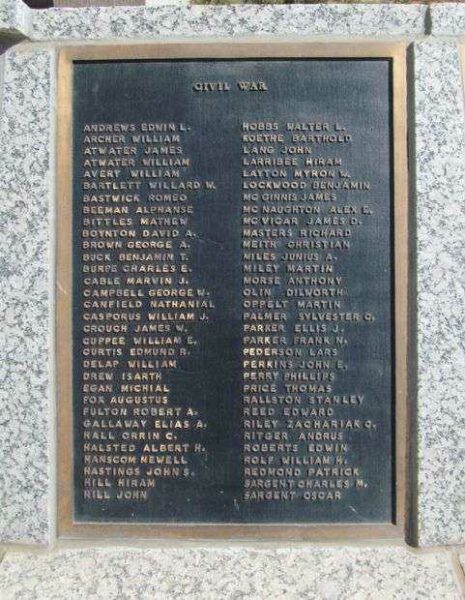 CIVIL WAR
ANDREWS EDWIN L.
ARCHER WILLIAM
ATWATER JAMES
ATWATER WILLIAM
AVERY WILLIAM
BARTLETT WILLARD W.
BASTWICK ROMEO
BEEMAN ALPHANSE
BITTLES MATHEW
BOYNTON DAVID A.
BROWN GEORGE A.
BUCK BENJAMIN T.
BURPE CHARLES E.
CABLE MARVIN J.
CAMPBELL GEORGE W.
CANFIELD NATHANIAL
CASPORUS WILLIAM J.
CROUCH JAMES W.
CUPPEE WILLIAM E.
CURTIS EDMUND R.
DELAP WILLIAM
DREW ISARTH
EGAN MICHIAL
FOX AUGUSTUS
FULTON ROBERT A.
GALLAWAY ELIAS A.
HALL ORRIN C.
HALSTED ALBERT H.
HANSCOM NEWELL
HASTINGS JOHN S.
HILL HIRAM
HILL JOHN
HOBBS WALTER L.
KOETHE BARTHOLD
LANG JOHN
LARRIBEE HIRAM
LAYTON MYRON W.
LOCKWOOD BENJAMIN
MC GINNIS JAMES
MC NAUGHTON ALEX E.
MC VICAR JAMES D.
MASTERS RICHARD
MEITH CHRISTIAN
MILES JUNIUS A.
MILEY MARTIN
MORSE ANTHONY
OLIN DILWORTH
OPPELT MARTIN
PALMER SYLVESTER C.
PARKER ELLIS J.
PARKER FRANK N.
PEDERSON LARS
PERKINS JOHN E.
PERRY PHILLIPS
PRICE THOMAS
RALLSTON STANLEY
REED EDWARD
RILEY ZACHARIAK C.
RITGER ANDRUS
ROBERTS EDWIN
ROLF WILLIAM H.
REDMOND PATRICK
SARGENT CHARLES M.
SARGENT OSCAR